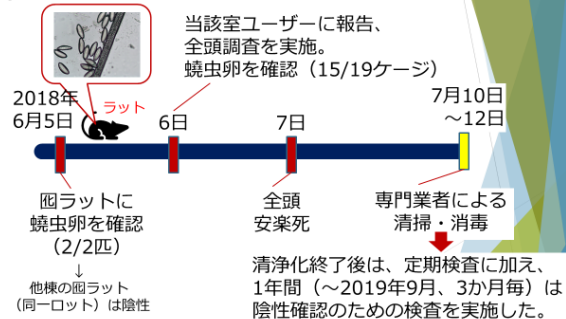 当該室ユーザーに報告、
全頭調査を実施。
蟯虫卵を確認（15/19ケージ）
2018年
6月5日
ラット
6日
7日
7月10日
～12日
囮ラットに
蟯虫卵を確認
（2/2匹）
↓
他棟の囮ラット
（同一ロット）は陰性
全頭
安楽死
専門業者による
清掃・消毒
清浄化終了後は、定期検査に加え、
1年間（～2019年9月、3か月毎）は
陰性確認のための検査を実施した。